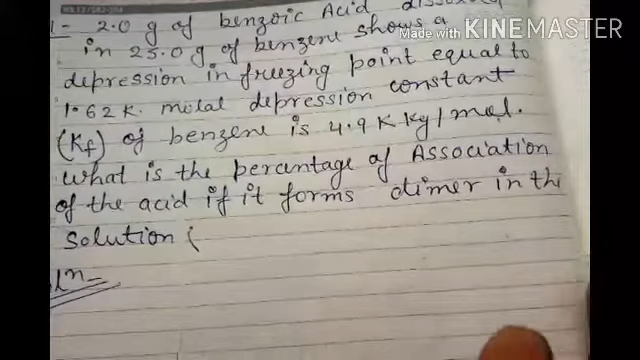 1- 2.0 g of benzoic Acid dissolved
Made with KINEMASTER
in 25.0 g of benzene shows a
depression in freezing point equal to
1.62 K. molal depression constant
(Kf) of benzene is 4.9 K Kg/mol.
what is the percantage of Association
of the acid if it forms dimer in the
solution (